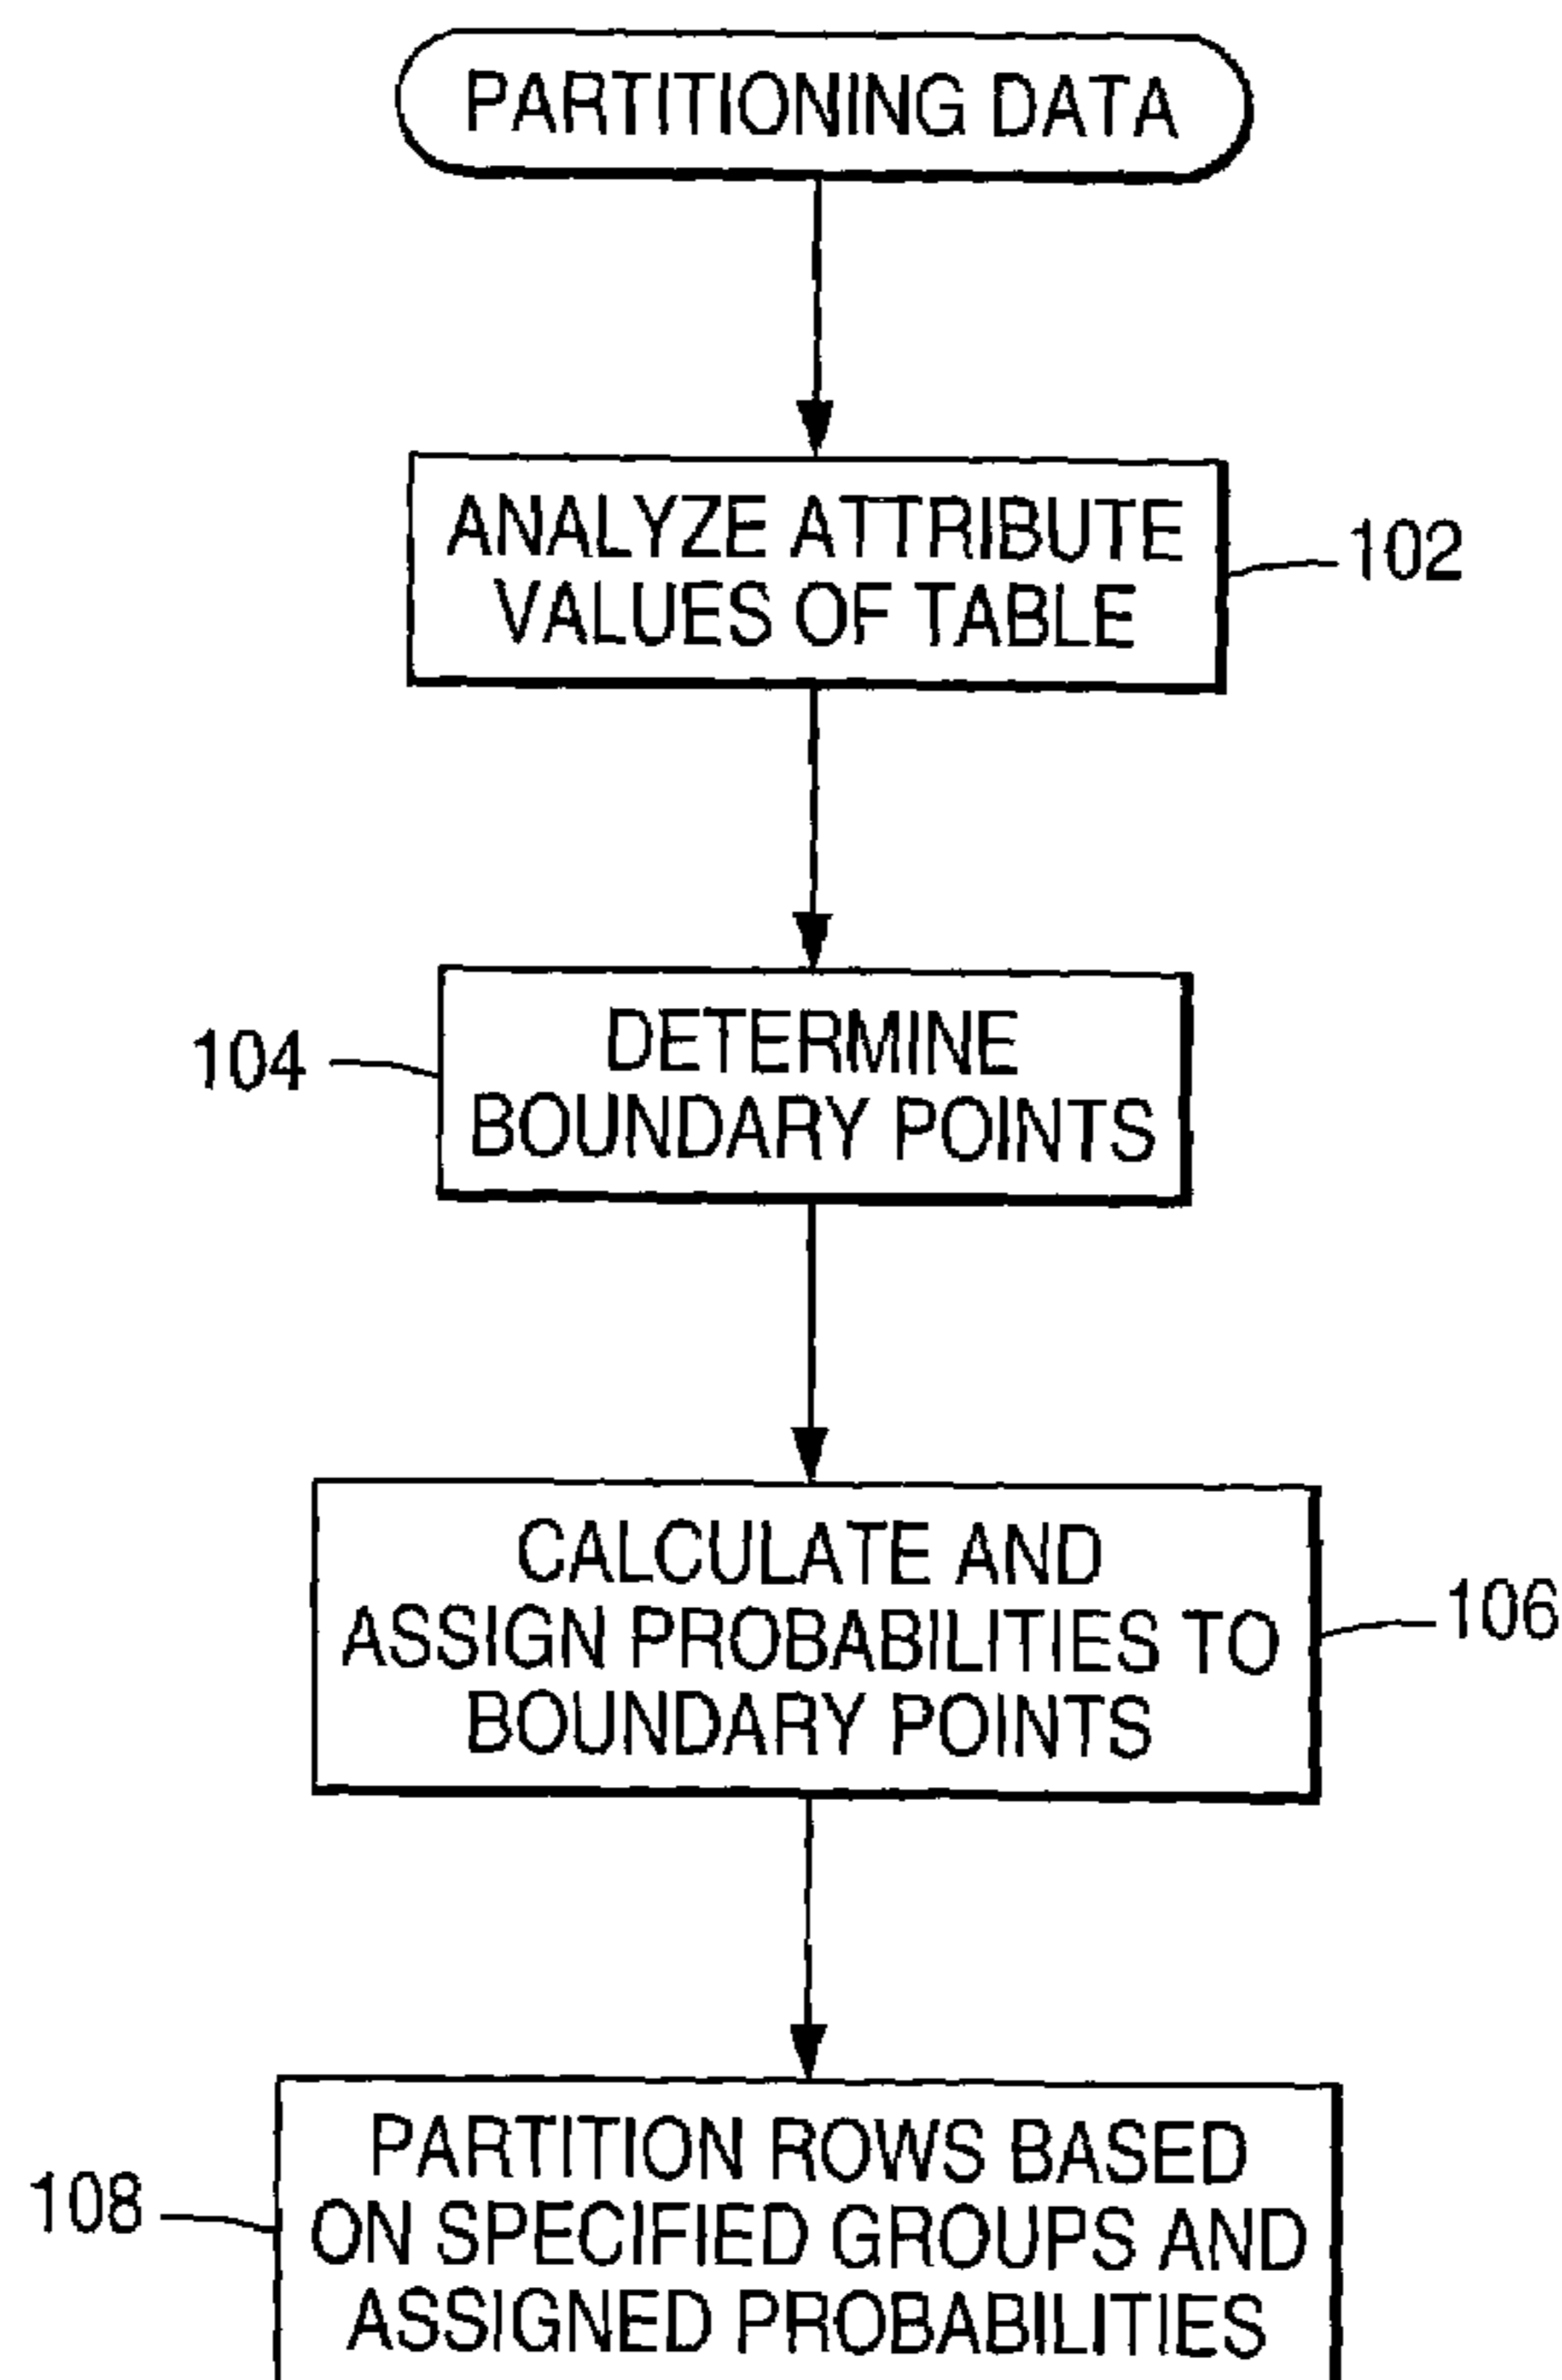 PARTITIONING DATA
ANALYZE ATTRIBUTE
VALUES OF TABLE
102
DETERMINE
BOUNDARY POINTS
104
CALCULATE AND
ASSIGN PROBABILITIES TO
BOUNDARY POINTS
106
PARTITION ROWS BASED
ON SPECIFIED GROUPS AND
ASSIGNED PROBABILITIES
108